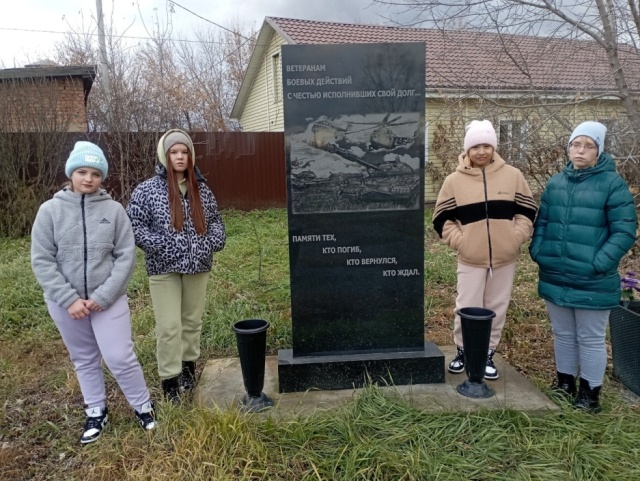 ВЕТЕРАНАМ
БОЕВЫХ ДЕЙСТВИЙ
С ЧЕСТЬЮ ИСПОЛНИВШИХ СВОЙ ДОЛГ...
ПАМЯТИ ТЕХ,
КТО ПОГИБ,
КТО ВЕРНУЛСЯ,
КТО ЖДАЛ.